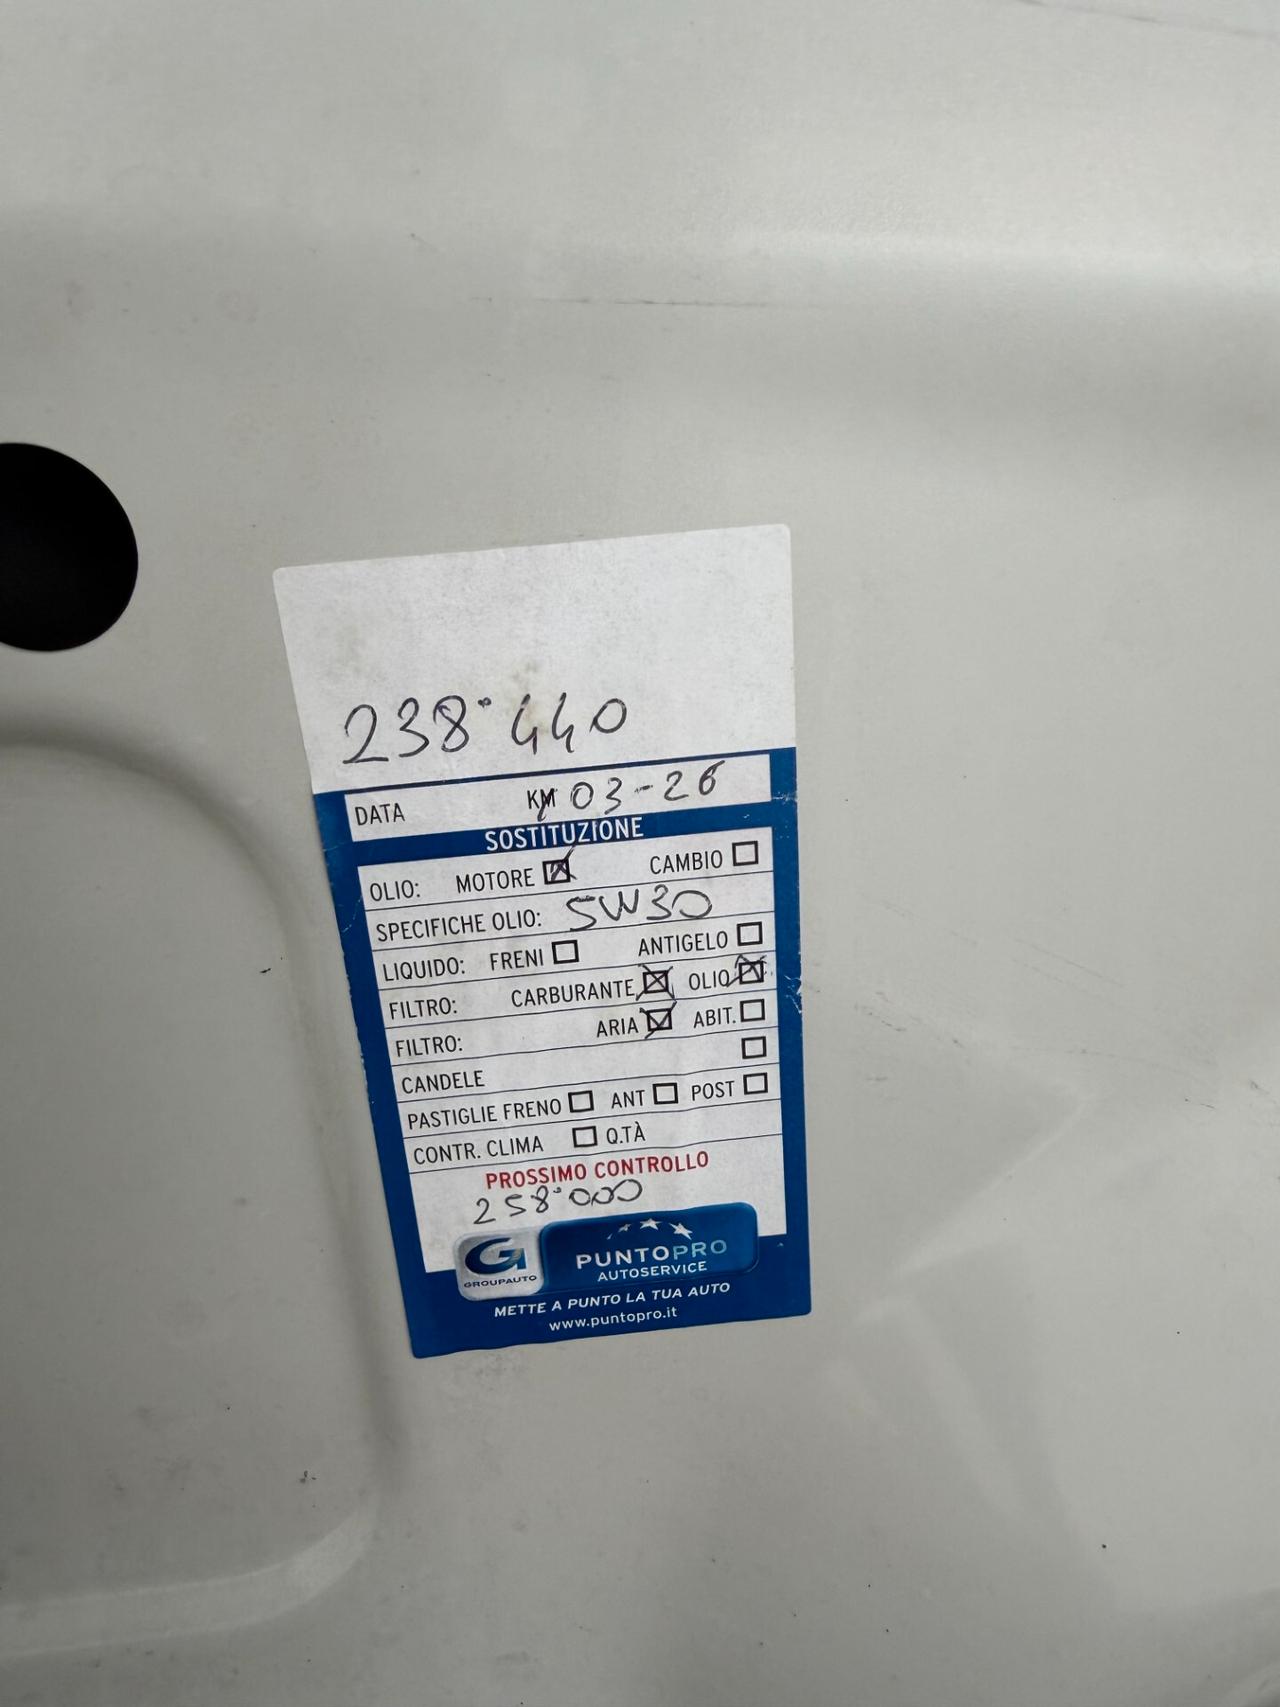 238.440
DATA KM 03-26
SOSTITUZIONE
OLIO: MOTORE CAMBIO
SPECIFICHE OLIO: 5W30
LIQUIDO: FRENI ANTIGELO
FILTRO: CARBURANTE OLIO
FILTRO: ARIA ABIT.
CANDELE
PASTIGLIE FRENO ANT POST
CONTR. CLIMA Q.TÀ
PROSSIMO CONTROLLO
258.000
G
GROUPAUTO
PUNTOPRO
AUTOSERVICE
METTE A PUNTO LA TUA AUTO
www.puntopro.it